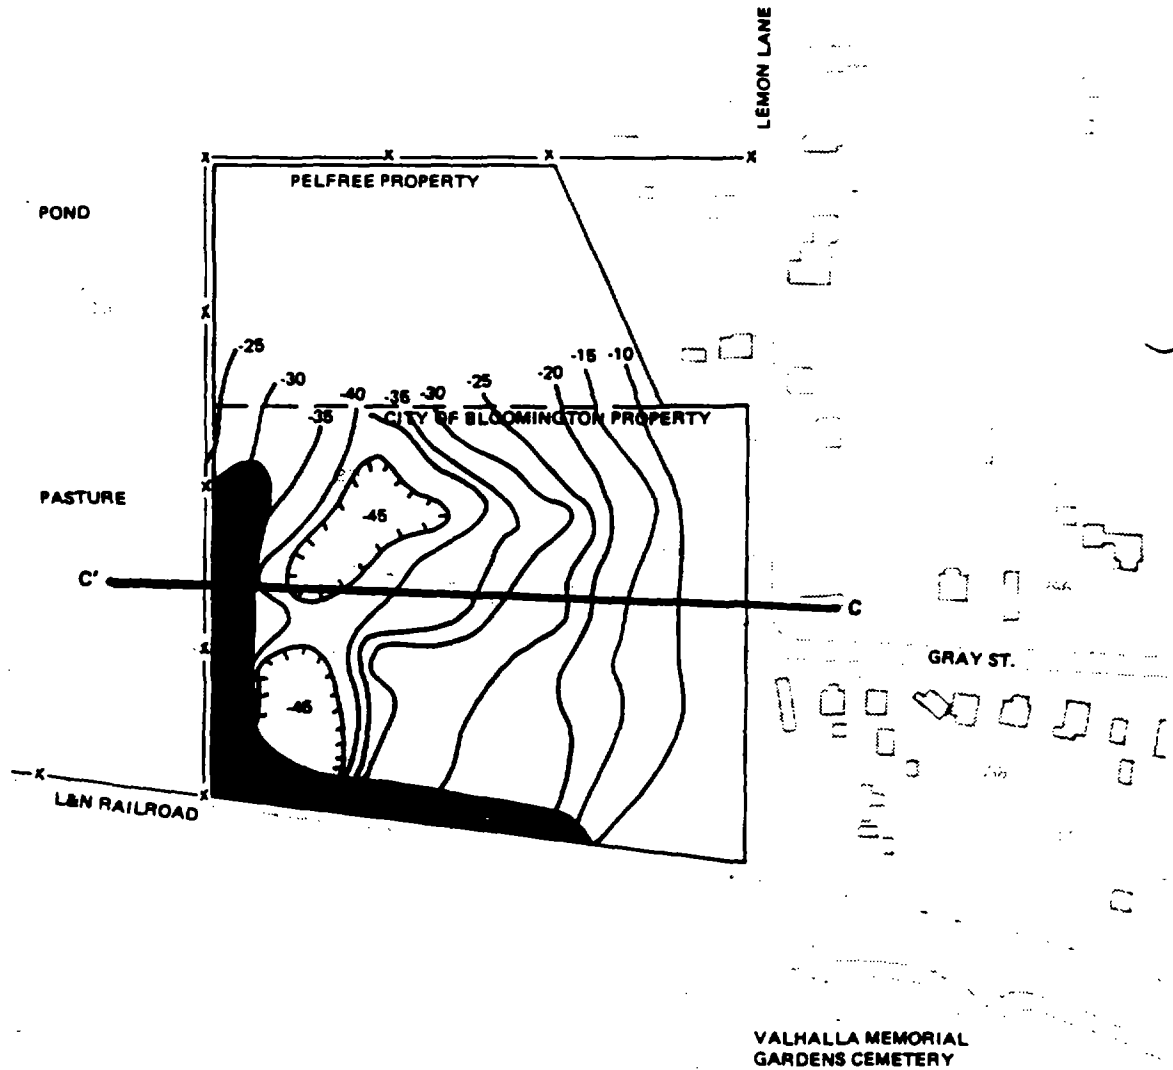 LEMON LANE
PELFREE PROPERTY
POND
-25
-30
-35
-40
-35
-30
-25
-20
-15
-10
CITY OF BLOOMINGTON PROPERTY
PASTURE
-45
C'
C
GRAY ST.
-45
L&N RAILROAD
VALHALLA MEMORIAL
GARDENS CEMETERY